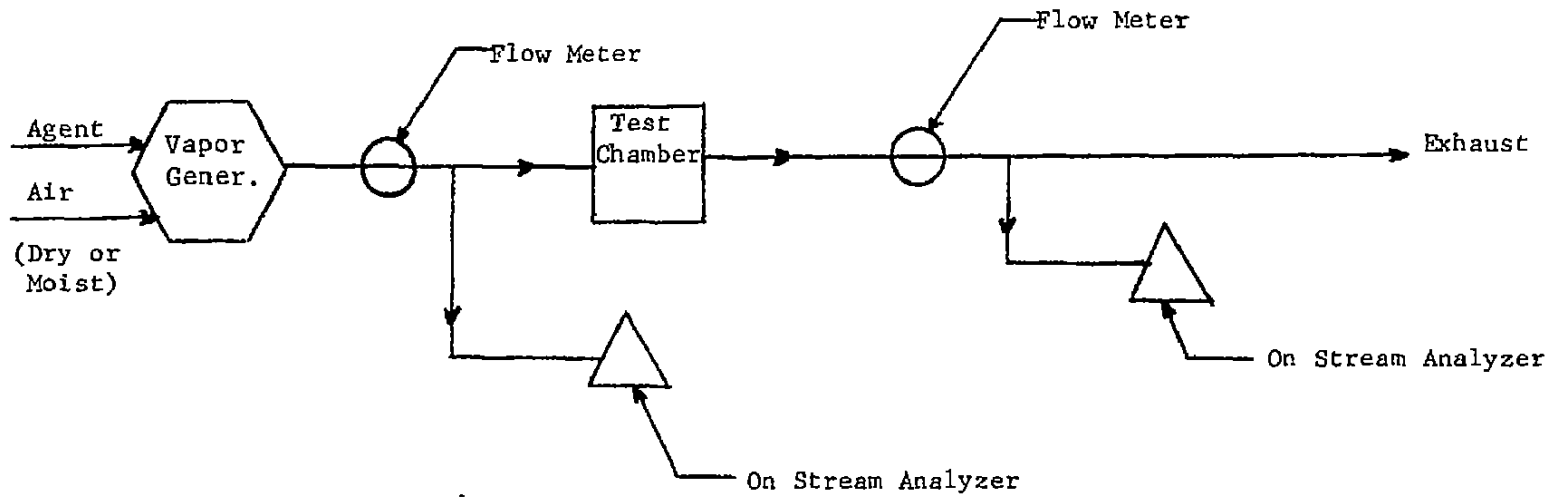 Flow Meter
Flow Meter
Agent
Vapor
Gener.
Air
(Dry or
Moist)
Test
Chamber
Exhaust
On Stream Analyzer
On Stream Analyzer